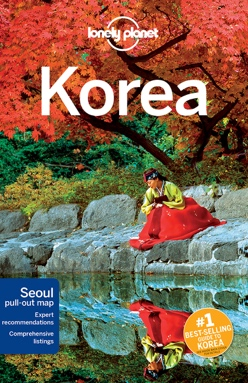 lonely planet
Korea
Seoul
pull-out map
Expert
recommendations
Comprehensive
listings
#1
BEST-SELLING
GUIDE TO
KOREA